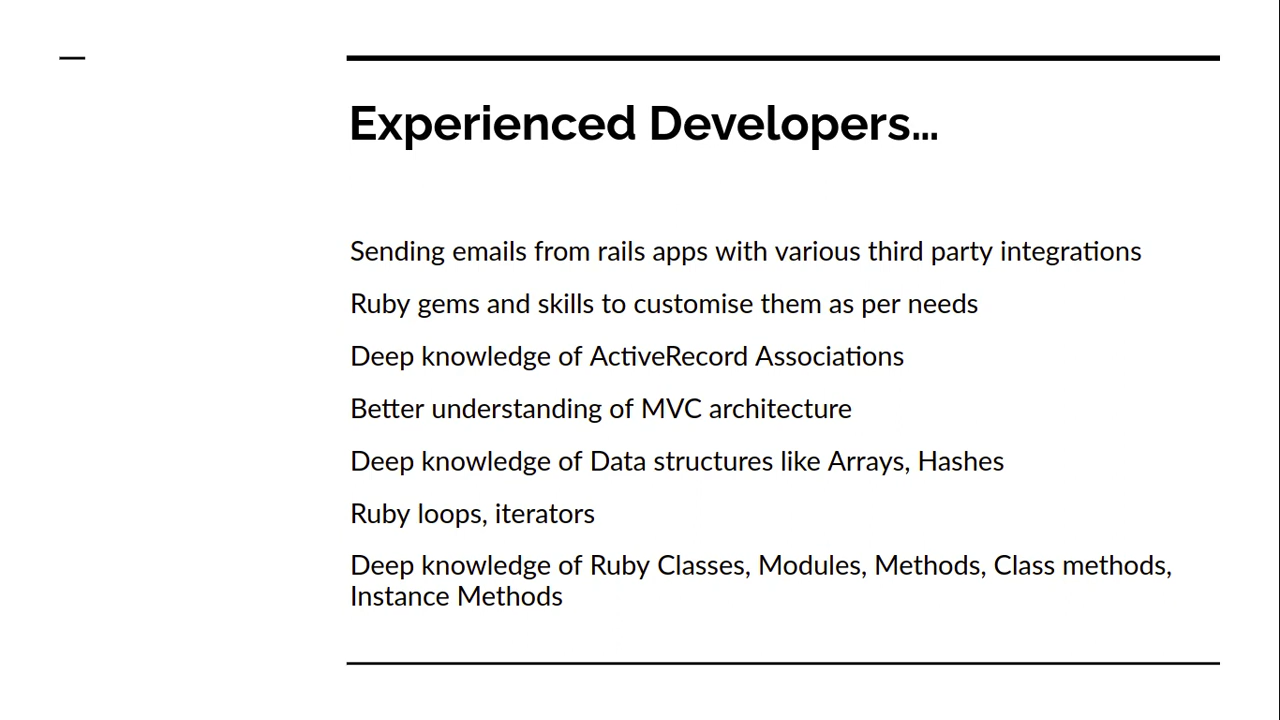 Experienced Developers...
Sending emails from rails apps with various third party integrations
Ruby gems and skills to customise them as per needs
Deep knowledge of ActiveRecord Associations
Better understanding of MVC architecture
Deep knowledge of Data structures like Arrays, Hashes
Ruby loops, iterators
Deep knowledge of Ruby Classes, Modules, Methods, Class methods,
Instance Methods